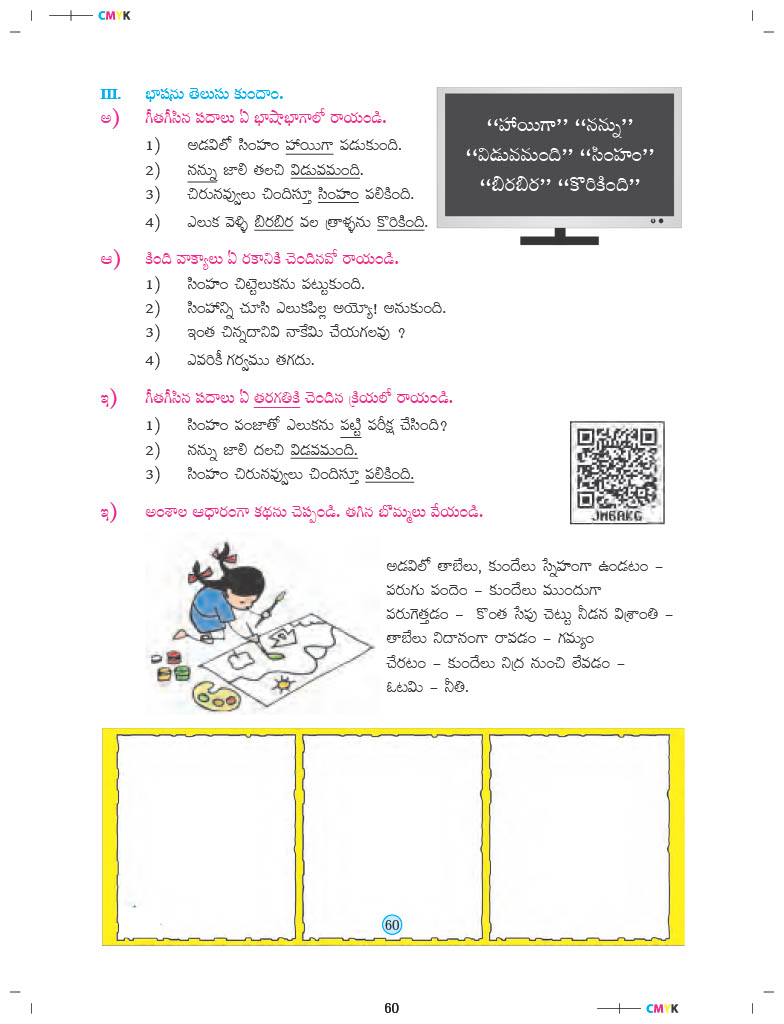 CMYK
III. భాషను తెలుసు కుందాం.
అ) గీతగీసిన పదాలు ఏ భాషాభాగాలో రాయండి.
1) అడవిలో సింహం హాయిగా పడుకుంది.
2) నన్ను జాలి తలచి విడువమంది.
3) చిరునవ్వులు చిందిస్తూ సింహం పలికింది.
4) ఎలుక వెళ్ళి బిరబిర వల త్రాళ్ళను కొరికింది.
“హాయిగా” “నన్ను”
“విడువమంది” “సింహం”
“బిరబిర” “కొరికింది”
ఆ) కింది వాక్యాలు ఏ రకానికి చెందినవో రాయండి.
1) సింహం చిట్టెలుకను పట్టుకుంది.
2) సింహాన్ని చూసి ఎలుకపిల్ల అయ్యో! అనుకుంది.
3) ఇంత చిన్నదానివి నాకేమి చేయగలవు ?
4) ఎవరికీ గర్వము తగదు.
ఇ) గీతగీసిన పదాలు ఏ తరగతికి చెందిన క్రియలో రాయండి.
1) సింహం పంజాతో ఎలుకను పట్టి పరీక్ష చేసింది?
2) నన్ను జాలి దలచి విడవమంది.
3) సింహం చిరునవ్వులు చిందిస్తూ పలికింది.
JM6AKG
ఇ) అంశాల ఆధారంగా కథను చెప్పండి. తగిన బొమ్మలు వేయండి.
అడవిలో తాబేలు, కుందేలు స్నేహంగా ఉండటం –
పరుగు పందెం – కుందేలు ముందుగా
పరుగెత్తడం – కొంత సేపు చెట్టు నీడన విశ్రాంతి –
తాబేలు నిదానంగా రావడం – గమ్యం
చేరటం – కుందేలు నిద్ర నుంచి లేవడం –
ఓటమి – నీతి.
60
60
CMYK